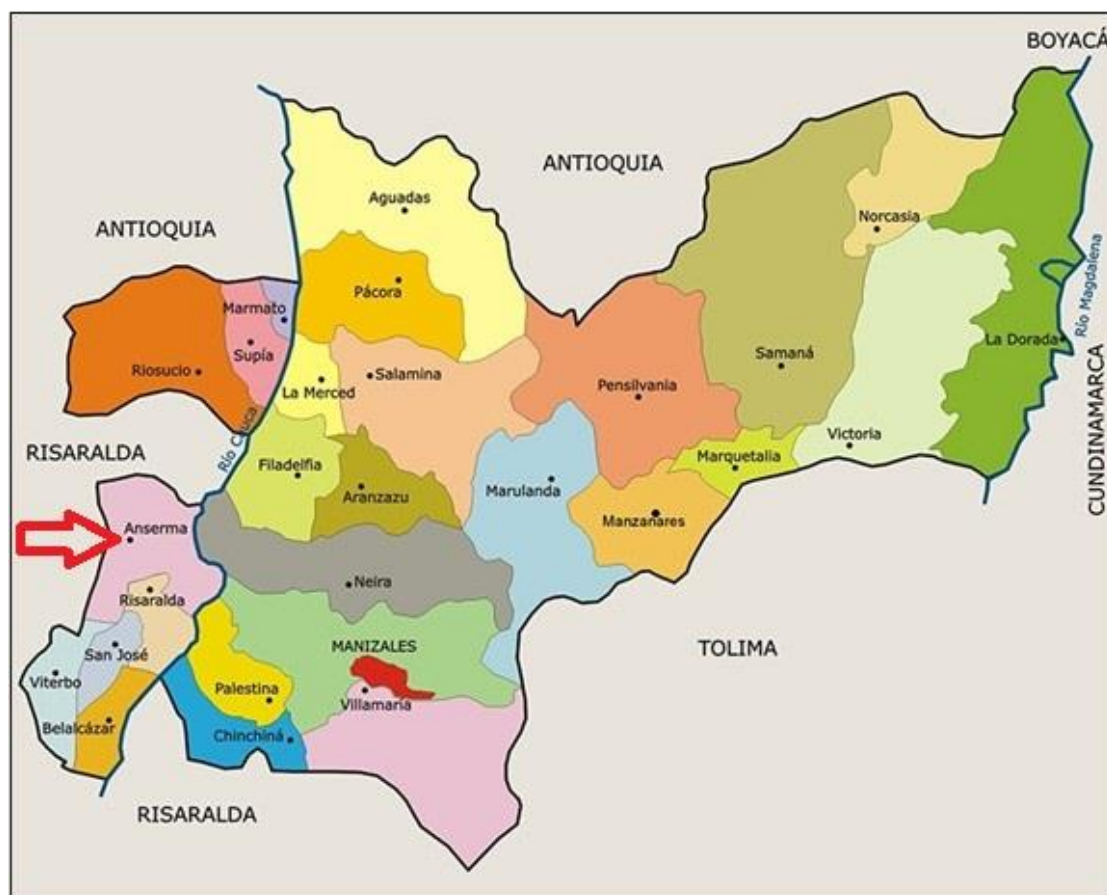 BOYACÁ
ANTIOQUIA
Aguadas
Norcasia
ANTIOQUIA
Pácora
Marmato
Río Magdalena
Supía
La Dorada
Samaná
Riosucio
Salamina
La Merced
Pensilvania
Río Cauca
Victoria
RISARALDA
Marquetalia
CUNDINAMARCA
Filadelfia
Aranzazu
Marulanda
Manzanares
Anserma
Neira
Risaralda
MANIZALES
TOLIMA
San José
Viterbo
Palestina
Villamaría
Belalcázar
Chinchiná
RISARALDA